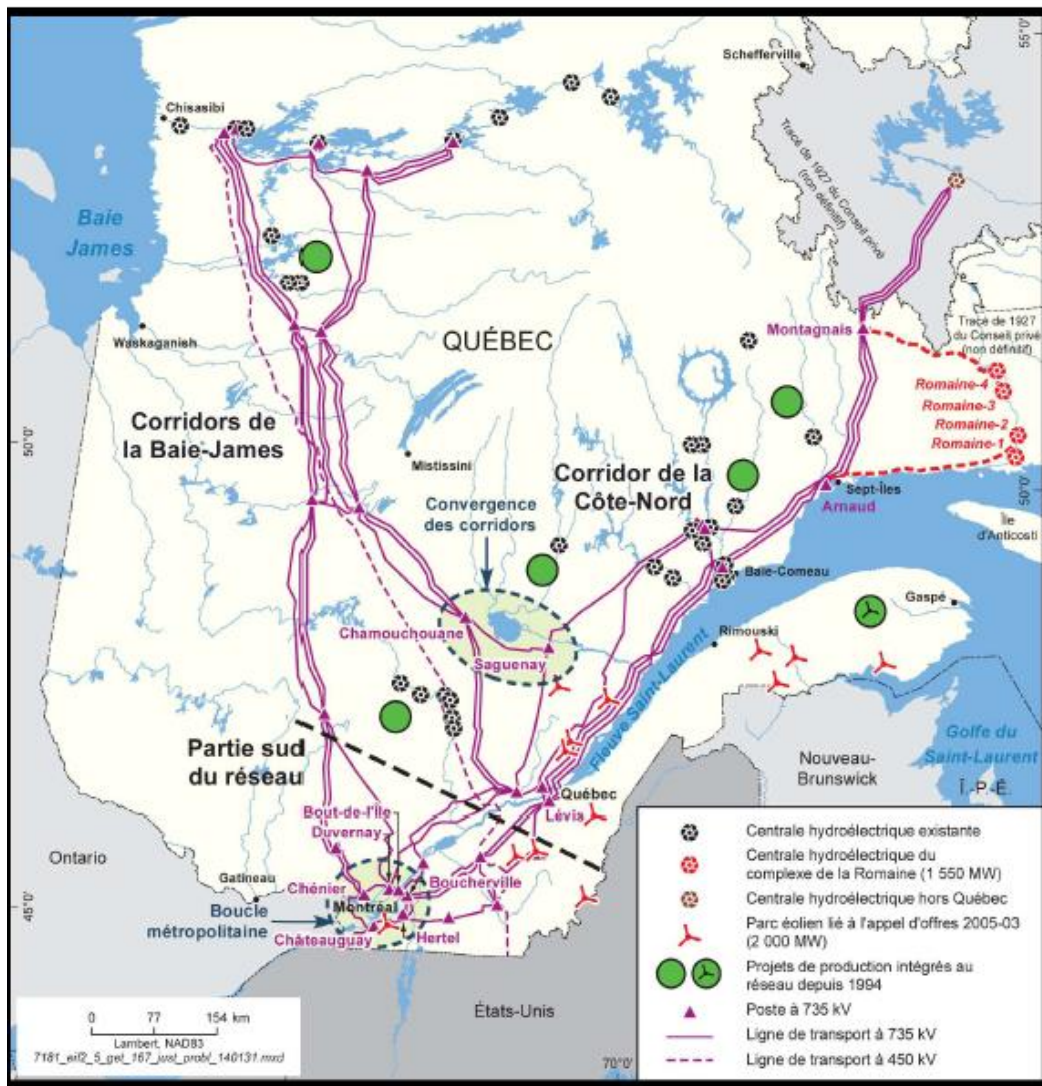 55°0'
Schefferville
Chisasibi
Baie
James
Tracé de 1927 du Conseil privé
(non définitif)
Waskaganish
QUÉBEC
Montagnais
Tracé de 1927
du Conseil privé
(non définitif)
Romaine-4
Romaine-3
Romaine-2
Romaine-1
Corridors de
la Baie-James
50°0'
Mistissini
Corridor de la
Côte-Nord
Convergence
des corridors
Sept-Îles
50°0'
Arnaud
Île
d'Anticosti
Baie-Comeau
Gaspé
Chamouchouane
Rimouski
Saguenay
Fleuve Saint-Laurent
Partie sud
du réseau
Golfe du
Saint-Laurent
Nouveau-
Brunswick
Î.-P.-É.
Québec
Lévis
Bout-de-l'Île
Duvernay
Ontario
Gatineau
Chénier
Boucherville
Montréal
45°0'
Boucle
métropolitaine
Châteauguay
Hertel
États-Unis
70°0'
0 77 154 km
Lambert, NAD83
7181_eif2_5_get_167_just_probl_140131.mxd
Centrale hydroélectrique existante
Centrale hydroélectrique du
complexe de la Romaine (1 550 MW)
Centrale hydroélectrique hors Québec
Parc éolien lié à l'appel d'offres 2005-03
(2 000 MW)
Projets de production intégrés au
réseau depuis 1994
Poste à 735 kV
Ligne de transport à 735 kV
Ligne de transport à 450 kV